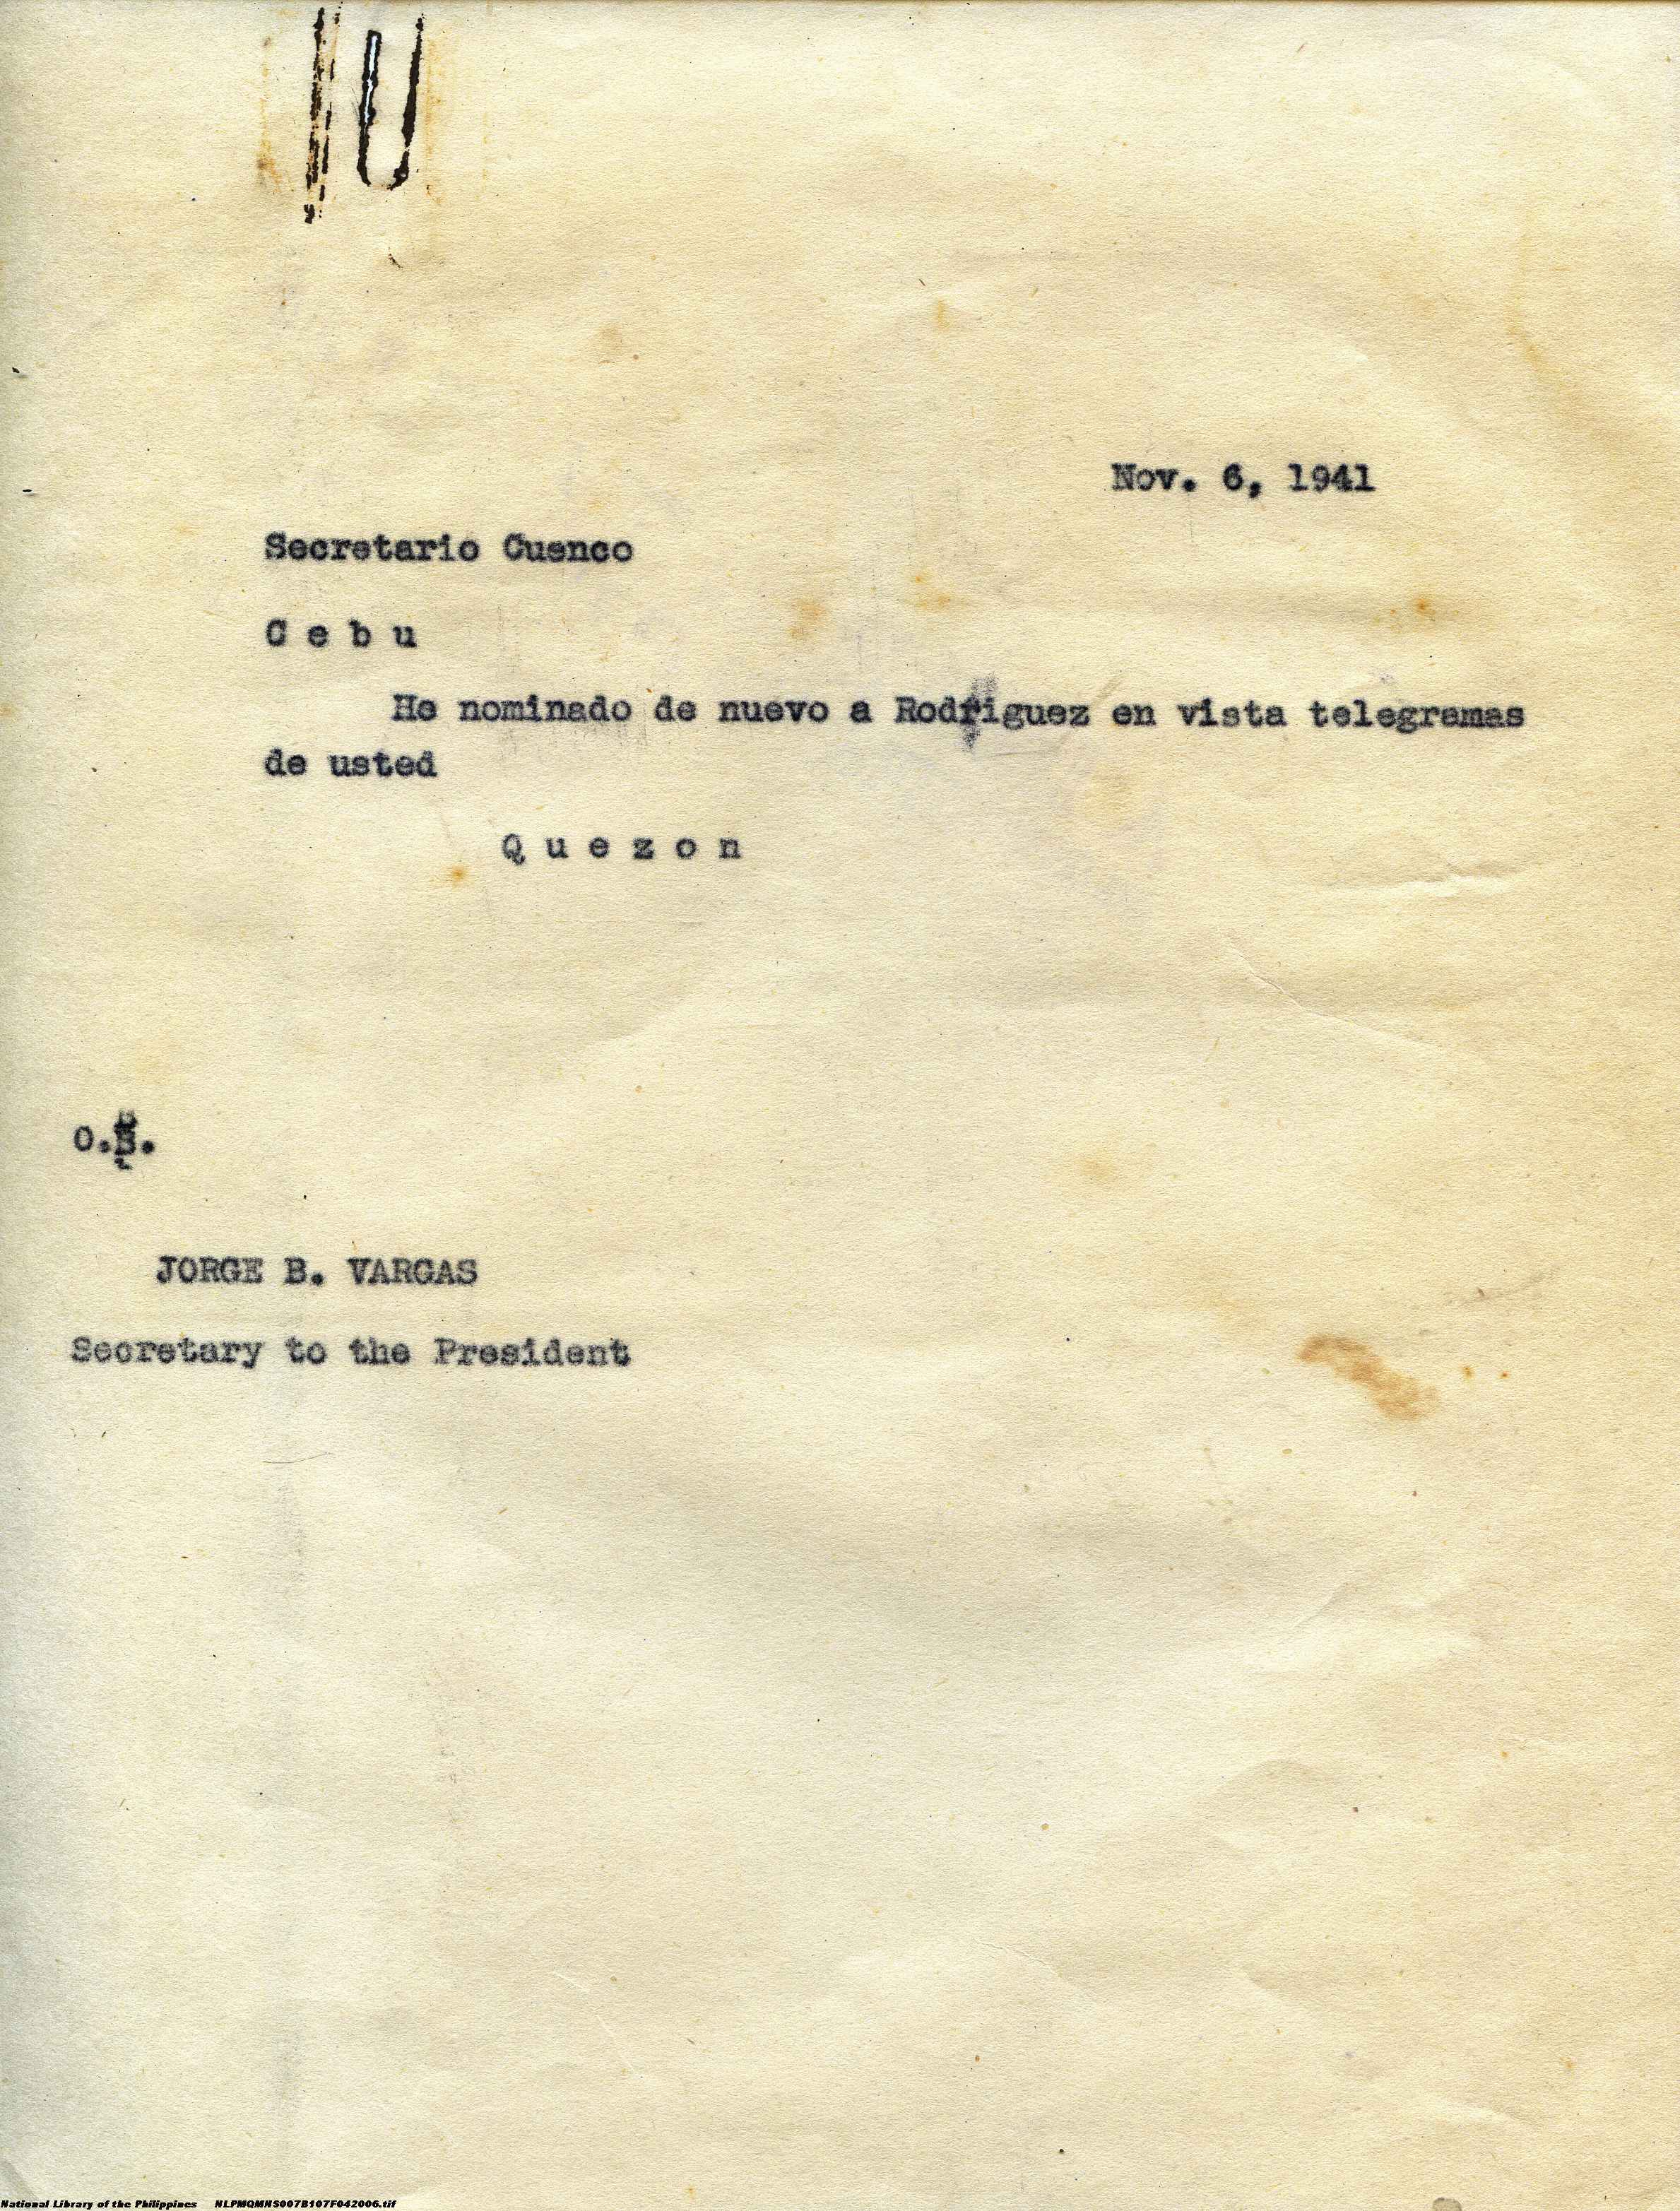 Nov. 6, 1941
Secretario Cuenco
C e b u
He nominado de nuevo a Rodriguez en vista telegramas
de usted
Q u e z o n
JORGE B. VARGAS
Secretary to the President
National Library of the Philippines NLPMQMNS007B107F042006.tif